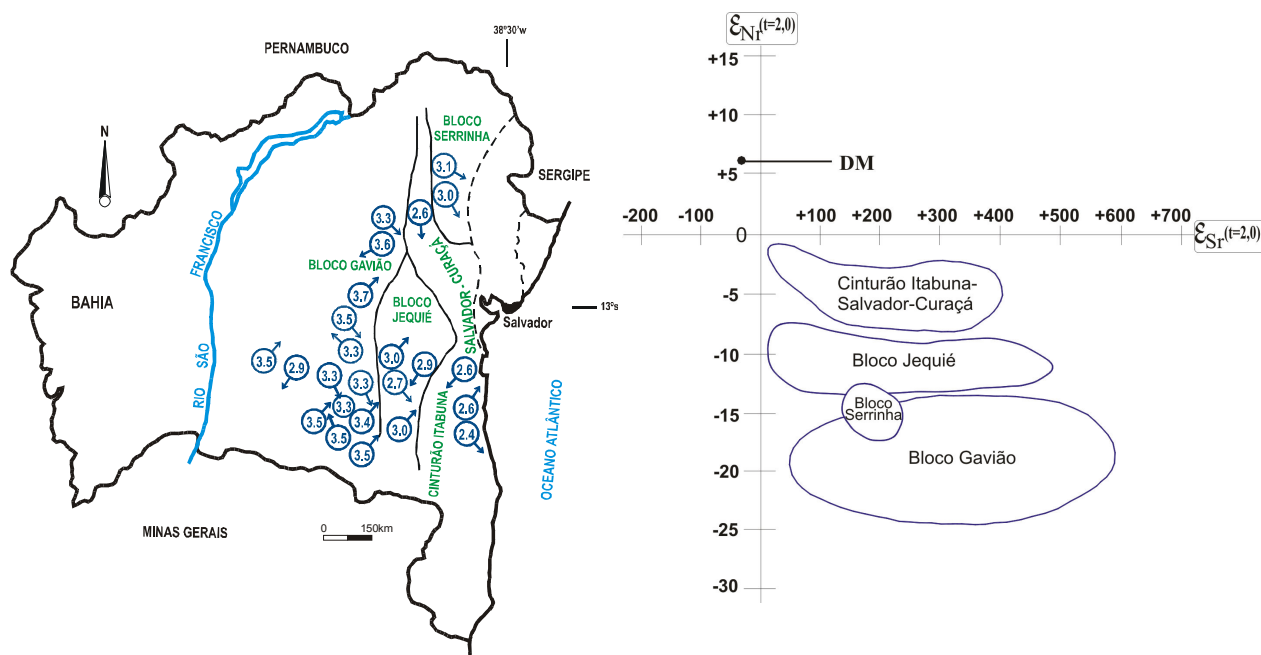 38°30'w
PERNAMBUCO
N
BLOCO
SERRINHA
3.1
3.0
SERGIPE
FRANCISCO
3.3
2.6
3.6
BLOCO GAVIÃO
SALVADOR - CURAÇÁ
BAHIA
3.7
BLOCO
JEQUIÉ
13°s
Salvador
3.5
3.3
SÃO
3.5
2.9
3.0
2.9
2.6
RIO
3.3
3.3
2.7
3.3
2.6
3.5
3.4
3.0
2.4
3.5
3.5
CINTURÃO ITABUNA
OCEANO ATLÂNTICO
MINAS GERAIS
0 150km
ƐNr(t=2,0)
+15
+10
DM
+5
-200 -100 0 +100 +200 +300 +400 +500 +600 +700 ƐSr(t=2,0)
Cinturão Itabuna-
Salvador-Curaçá
-5
Bloco Jequié
-10
Bloco
Serrinha
-15
Bloco Gavião
-20
-25
-30